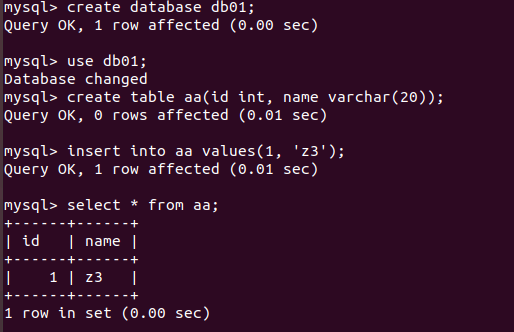 mysql> create database db01;
Query OK, 1 row affected (0.00 sec)
mysql> use db01;
Database changed
mysql> create table aa(id int, name varchar(20));
Query OK, 0 rows affected (0.01 sec)
mysql> insert into aa values(1, 'z3');
Query OK, 1 row affected (0.01 sec)
mysql> select * from aa;
+------+------+
| id   | name |
+------+------+
|    1 | z3   |
+------+------+
1 row in set (0.00 sec)